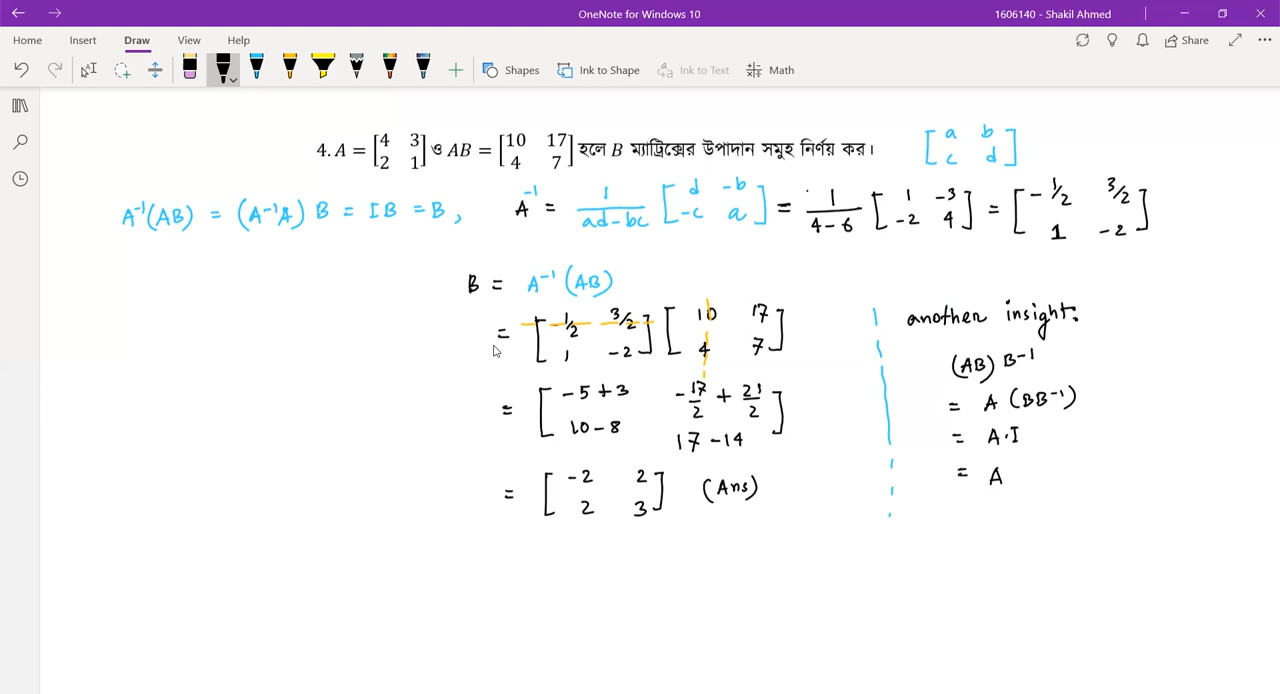 OneNote for Windows 10
1606140 - Shakil Ahmed
Home Insert Draw View Help
Share
Shapes Ink to Shape Ink to Text Math
4. A = [4 3; 2 1] ও AB = [10 17; 4 7] হলে B ম্যাট্রিক্সের উপাদান সমুহ নির্ণয় কর।
[a b; c d]
A⁻¹(AB) = (A⁻¹A) B = IB = B,
A⁻¹ = 1/(ad-bc) [d -b; -c a] = 1/(4-6) [1 -3; -2 4] = [-1/2 3/2; 1 -2]
B = A⁻¹(AB)
= [-1/2 3/2; 1 -2] [10 17; 4 7]
= [-5+3 -17/2 + 21/2; 10-8 17-14]
= [-2 2; 2 3] (Ans)
another insight.
(AB) B⁻¹
= A (BB⁻¹)
= A.I
= A